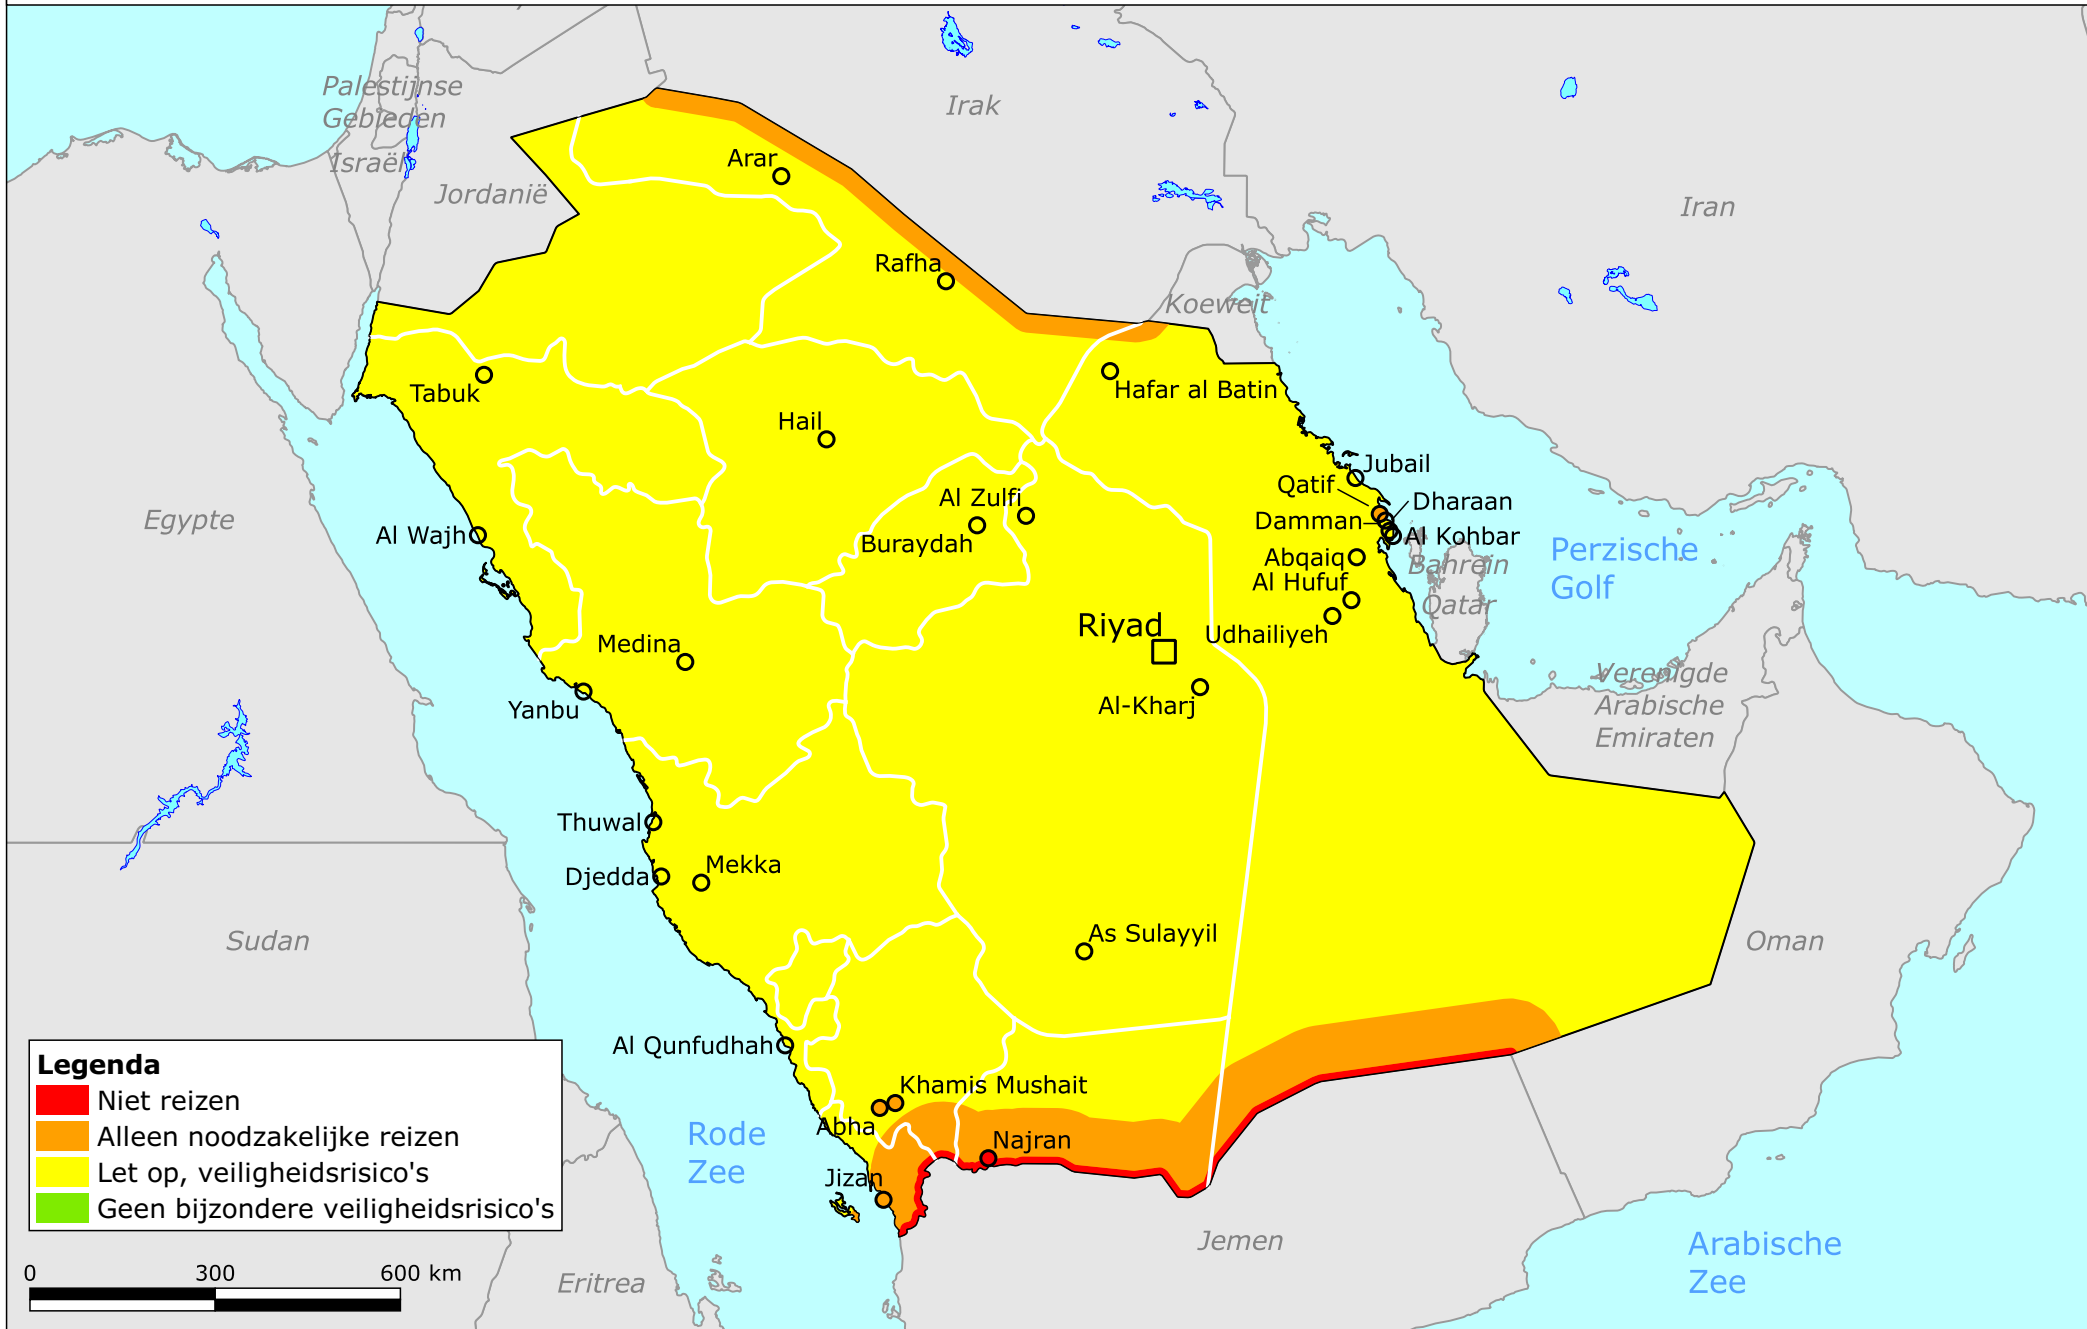 Palestijnse
Gebieden
Israël
Jordanië
Irak
Iran
Koeweit
Arar
Rafha
Tabuk
Hail
Hafar al Batin
Jubail
Qatif
Dharaan
Damman
Al Kohbar
Al Zulfi
Buraydah
Abqaiq
Al Hufuf
Udhailiyeh
Bahrein
Qatar
Perzische
Golf
Egypte
Al Wajh
Medina
Yanbu
Riyad
Al-Kharj
Verenigde
Arabische
Emiraten
Thuwal
Djedda
Mekka
As Sulayyil
Sudan
Oman
Al Qunfudhah
Khamis Mushait
Abha
Najran
Jizan
Rode
Zee
Jemen
Eritrea
Arabische
Zee
Legenda
Niet reizen
Alleen noodzakelijke reizen
Let op, veiligheidsrisico's
Geen bijzondere veiligheidsrisico's
0 300 600 km